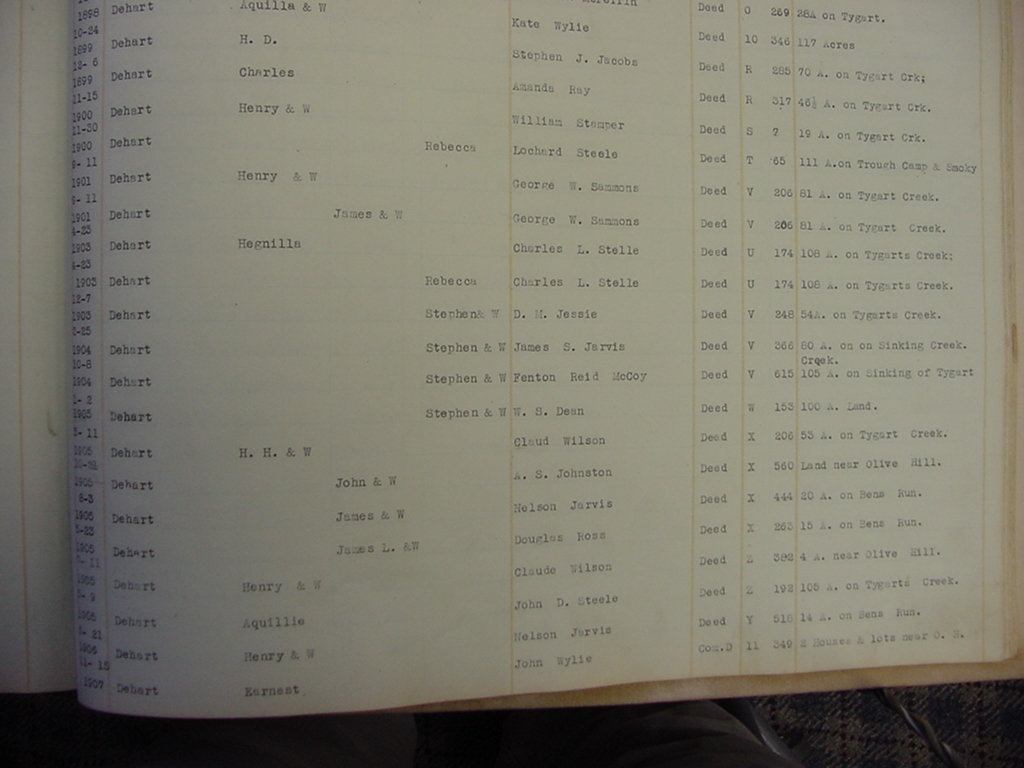 1898 Dehart Aquilla & W Deed O 269 28A on Tygart.
10-24
1899 Dehart H. D. Kate Wylie Deed 10 346 117 Acres
12- 6
1899 Dehart Charles Stephen J. Jacobs Deed R 285 70 A. on Tygart Crk;
11-15
1900 Dehart Henry & W Amanda Ray Deed R 317 46½ A. on Tygart Crk.
11-30
1900 Dehart Rebecca William Stamper Deed S 7 19 A. on Tygart Crk.
9- 11
1901 Dehart Henry & W Lochard Steele Deed T 65 111 A.on Trough Camp & Smoky
9- 11
1901 Dehart James & W George W. Sammons Deed V 206 81 A. on Tygart Creek.
4-23
1903 Dehart Hegnilla George W. Sammons Deed V 206 81 A. on Tygart Creek.
4-23
1903 Dehart Rebecca Charles L. Stelle Deed U 174 108 A. on Tygarts Creek;
12-7
1903 Dehart Stephen& W Charles L. Stelle Deed U 174 108 A. on Tygarts Creek.
2-25
1904 Dehart Stephen & W D. M. Jessie Deed V 248 54A. on Tygarts Creek.
10-8
1904 Dehart Stephen & W James S. Jarvis Deed V 366 80 A. on on Sinking Creek.
Creek.
1- 2
1905 Dehart Stephen & W Fenton Reid McCoy Deed V 615 105 A. on Sinking of Tygart
W. S. Dean Deed W 153 100 A. Land.
11
1905 Dehart H. H. & W Claud Wilson Deed X 206 53 A. on Tygart Creek.
1905 Dehart John & W A. S. Johnston Deed X 560 Land near Olive Hill.
8-3
1905 Dehart James & W Nelson Jarvis Deed X 444 20 A. on Bens Run.
1905 Dehart James L. &W Douglas Ross Deed X 263 15 A. on Bens Run.
1905 Dehart Henry & W Claude Wilson Deed Z 382 4 A. near Olive Hill.
1905 Dehart Aquillie John D. Steele Deed Z 192 105 A. on Tygarts Creek.
1906 Dehart Henry & W Nelson Jarvis Deed Y 518 14 A. on Bens Run.
11- 15
1907 Dehart Earnest John Wylie Com.D 11 349 2 Houses & lots near O. H.